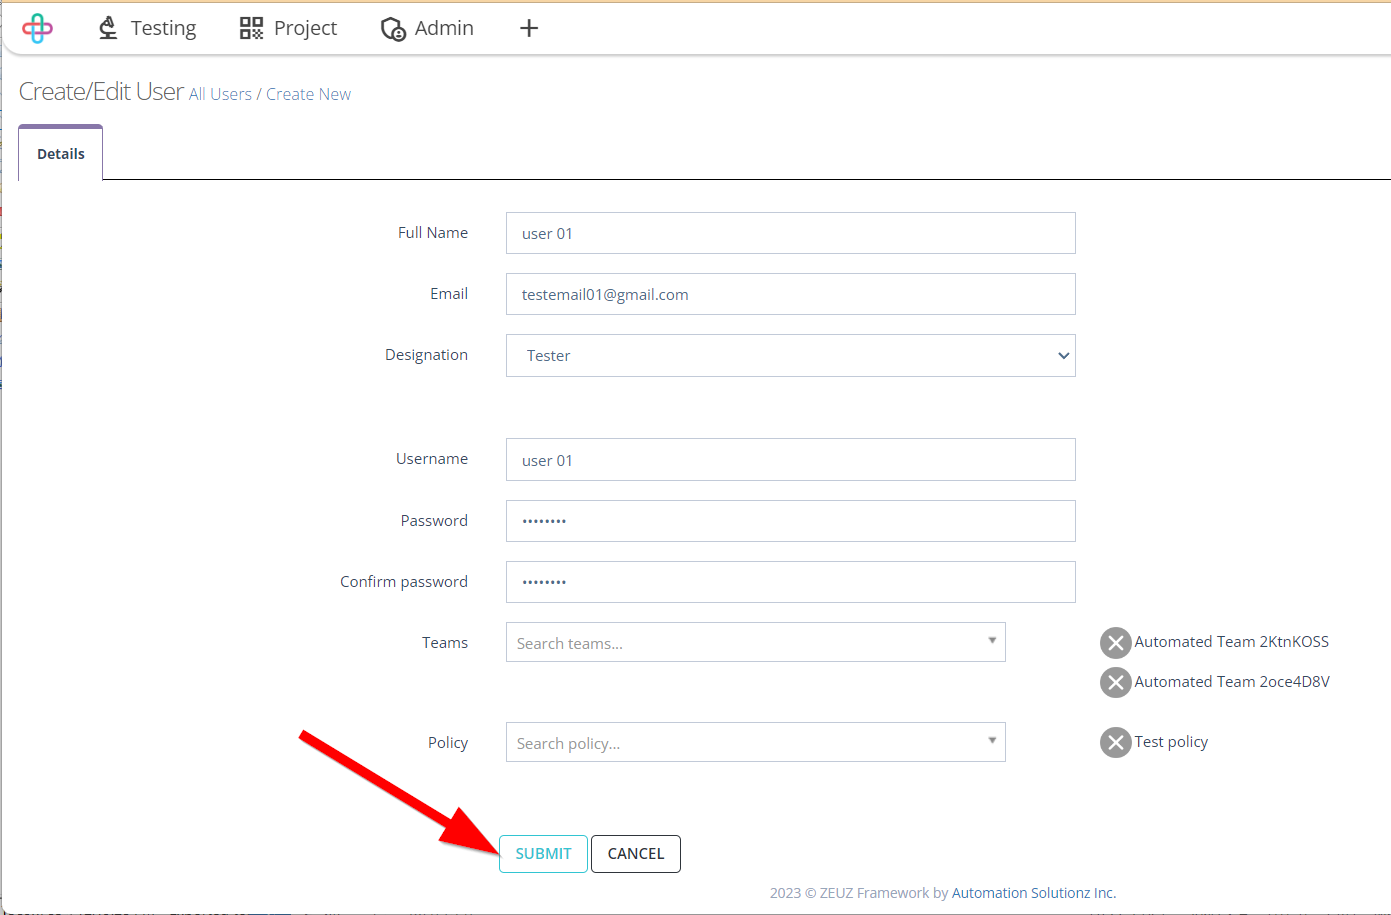 Testing Project Admin
Create/Edit User All Users / Create New
Details
Full Name user 01
Email testemail01@gmail.com
Designation Tester
Username user 01
Password ••••••••
Confirm password ••••••••
Teams Search teams... Automated Team 2KtnKOSS
Automated Team 2oce4D8V
Policy Search policy... Test policy
SUBMIT CANCEL
2023 © ZEUZ Framework by Automation Solutionz Inc.